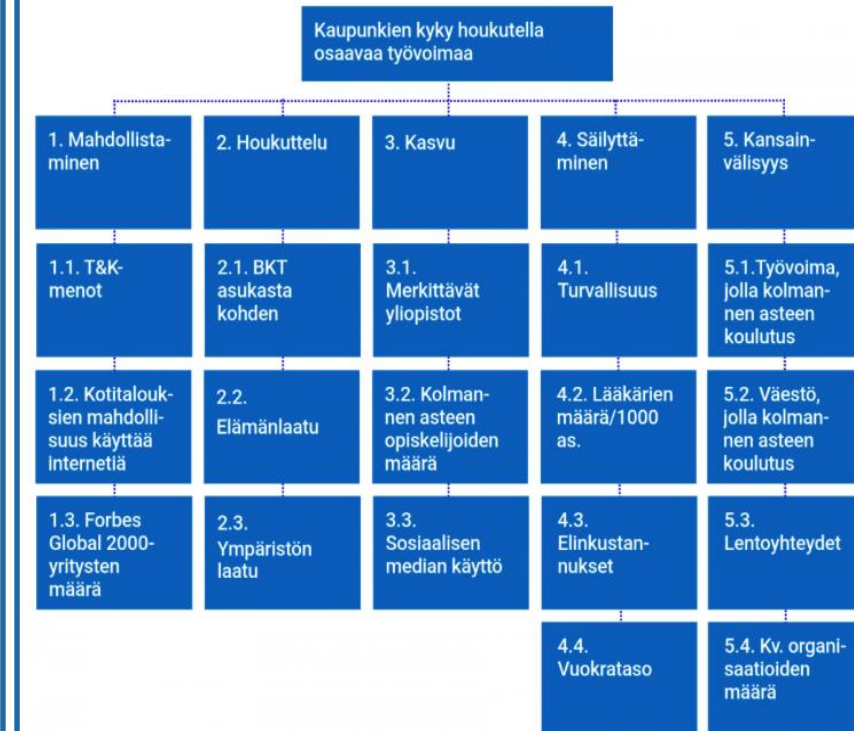 Kaupunkien kyky houkutella
osaavaa työvoimaa
1. Mahdollista-
minen
2. Houkuttelu
3. Kasvu
4. Säilyttä-
minen
5. Kansain-
välisyys
1.1. T&K-
menot
2.1. BKT
asukasta
kohden
3.1.
Merkittävät
yliopistot
4.1.
Turvallisuus
5.1.Työvoima,
jolla kolman-
nen asteen
koulutus
1.2. Kotitalouk-
sien mahdolli-
suus käyttää
internetiä
2.2.
Elämänlaatu
3.2. Kolman-
nen asteen
opiskelijoiden
määrä
4.2. Lääkärien
määrä/1000
as.
5.2. Väestö,
jolla kolman-
nen asteen
koulutus
1.3. Forbes
Global 2000-
yritysten
määrä
2.3.
Ympäristön
laatu
3.3.
Sosiaalisen
median käyttö
4.3.
Elinkustan-
nukset
5.3.
Lentoyhteydet
4.4.
Vuokrataso
5.4. Kv. organi-
saatioiden
määrä